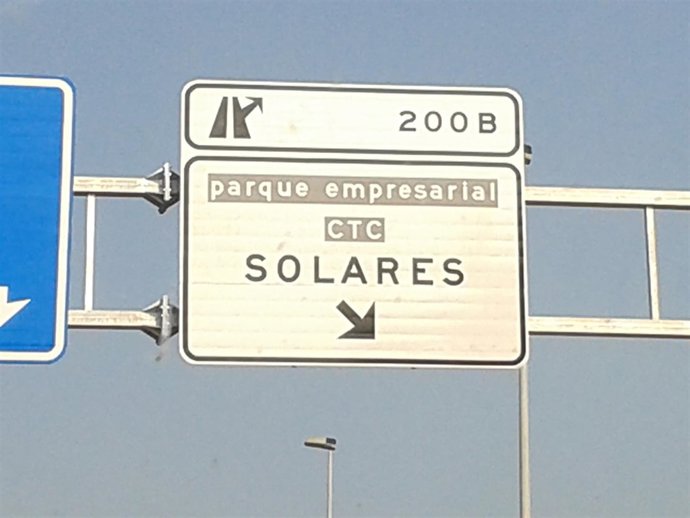 200B
parque empresarial
CTC
SOLARES